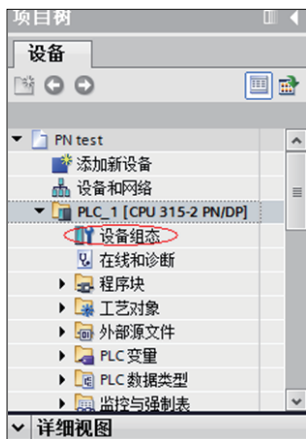 项目树
设备
PN test
添加新设备
设备和网络
PLC_1 [CPU 315-2 PN/DP]
设备组态
在线和诊断
程序块
工艺对象
外部源文件
PLC 变量
PLC 数据类型
监控与强制表
详细视图